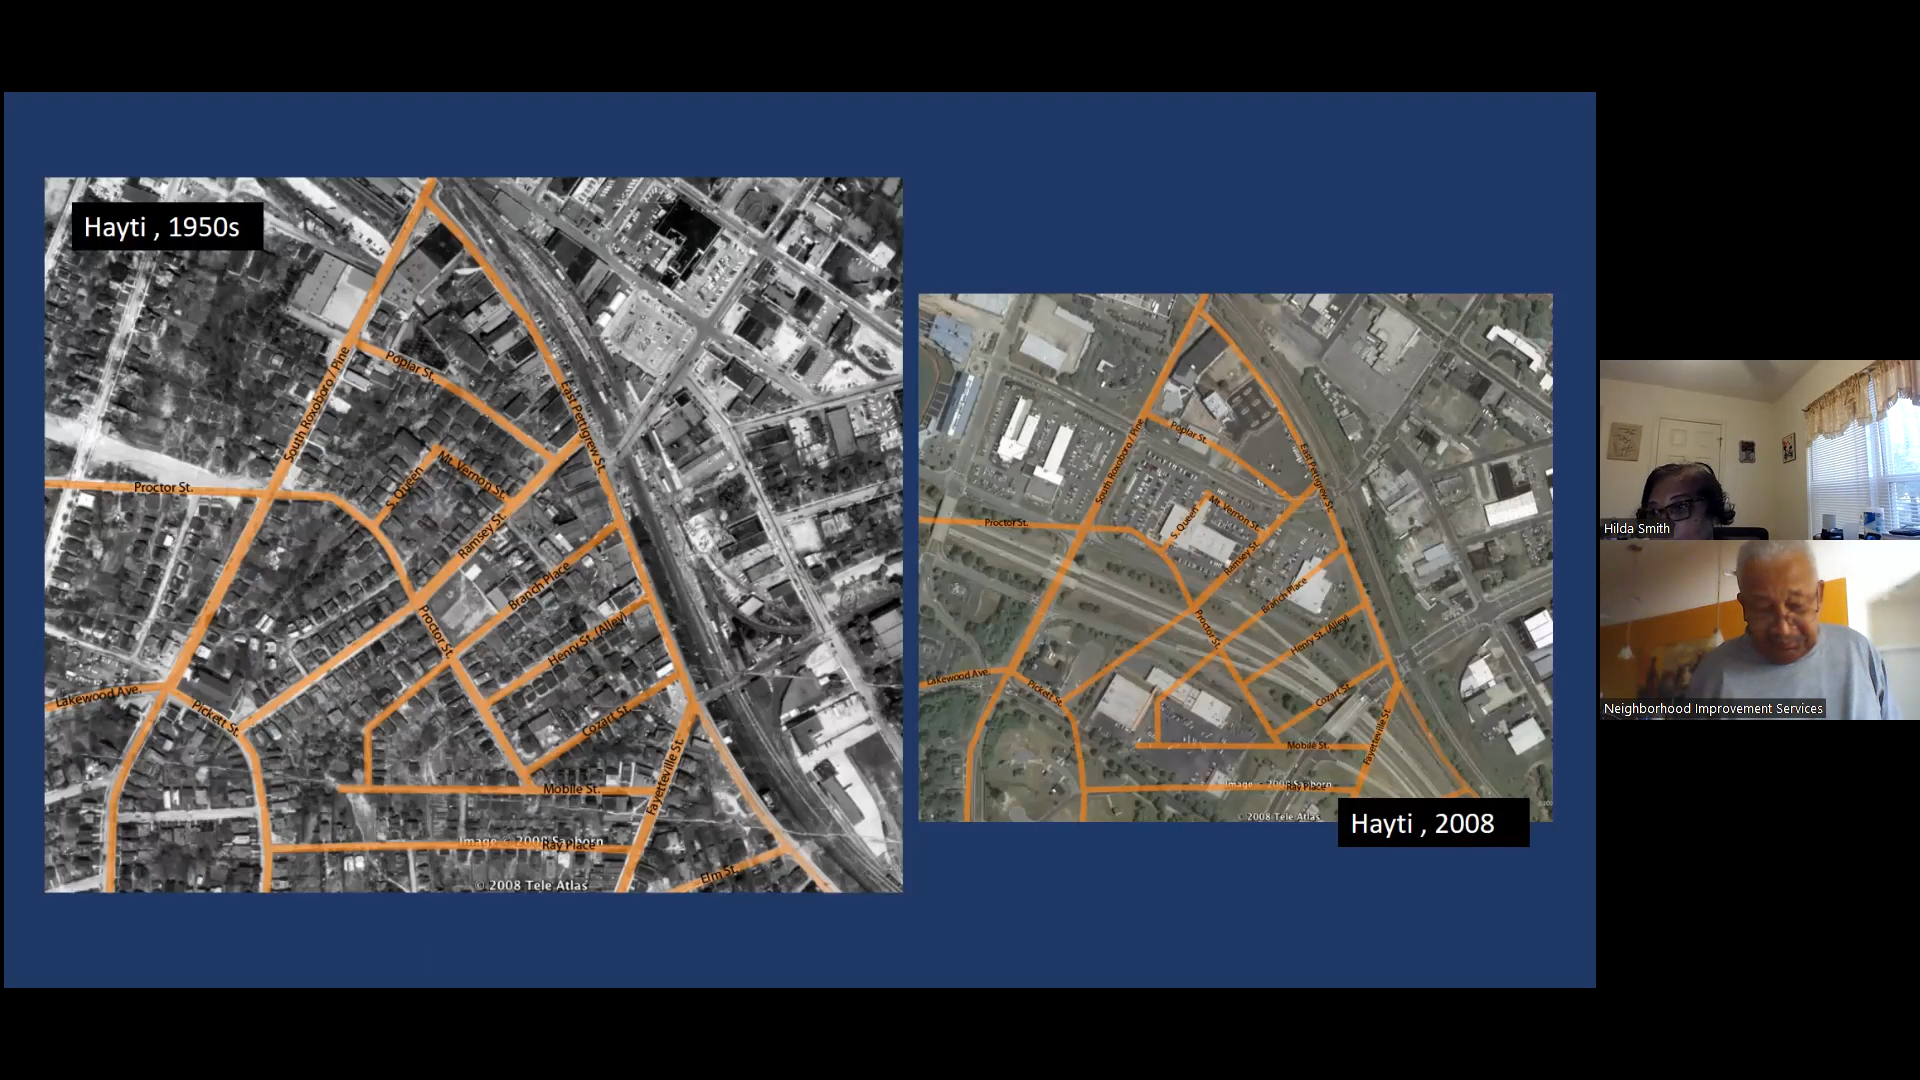 Hayti , 1950s
Poplar St.
South Roxboro / Pine
East Pettigrew St.
Proctor St.
S. Queen
Mt. Vernon St.
Ramsey St.
Branch Place
Proctor St.
Henry St. (Alley)
Lakewood Ave.
Pickett St.
Cozart St.
Fayetteville St.
Mobile St.
Image © 2008 Sanborn
Ray Place
Elm St.
© 2008 Tele Atlas
Poplar St.
South Roxboro / Pine
East Pettigrew St.
Proctor St.
S. Queen
Mt. Vernon St.
Ramsey St.
Branch Place
Proctor St.
Henry St. (Alley)
Lakewood Ave.
Pickett St.
Cozart St.
Fayetteville St.
Mobile St.
Image © 2008 Sanborn
Ray Place
© 2008 Tele Atlas
Hayti , 2008
Hilda Smith
Neighborhood Improvement Services